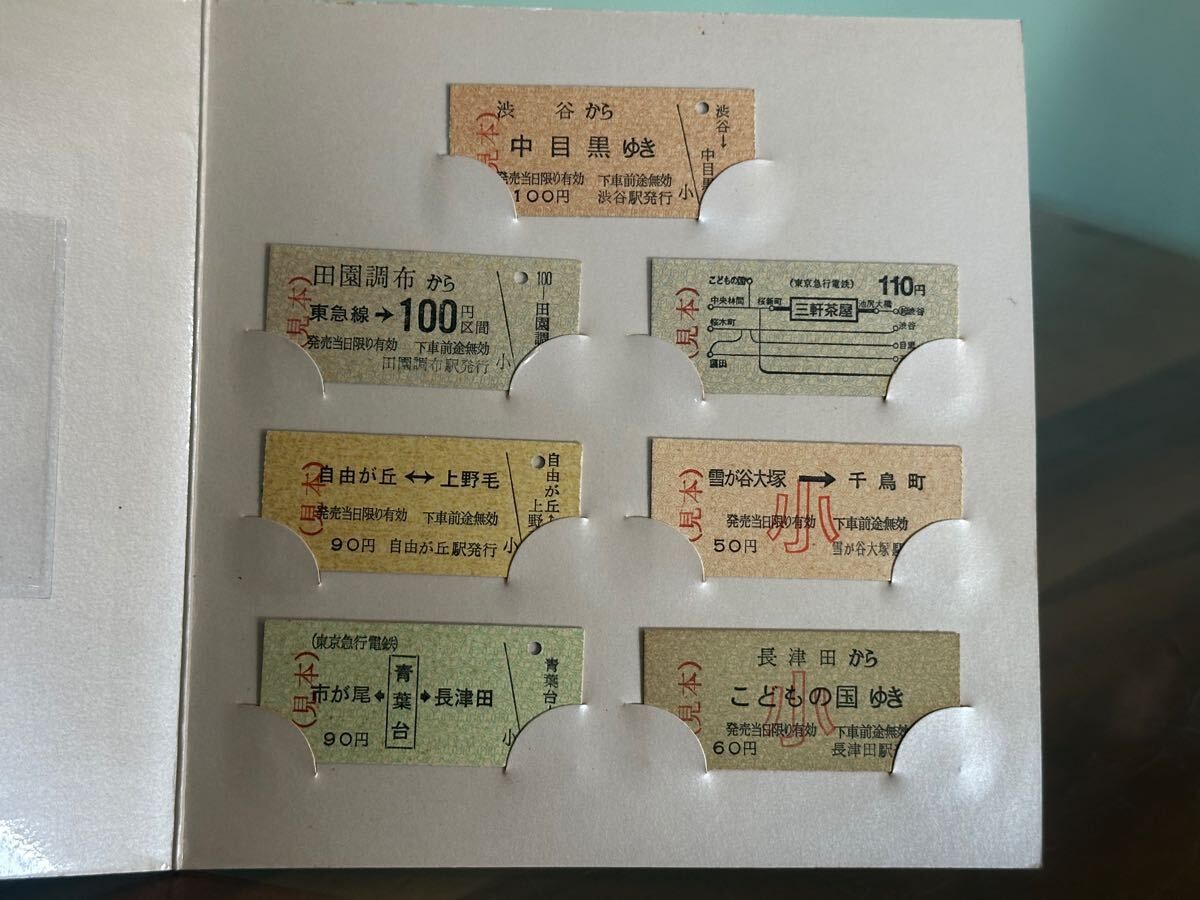 渋谷から
中目黒ゆき
発売当日限り有効 下車前途無効
100円 渋谷駅発行 小
渋谷→中目黒
見本)
田園調布から
東急線→100円区間
発売当日限り有効 下車前途無効
田園調布駅発行 小
100―田園調
(見本)
こどもの国 (東京急行電鉄) 110円
中央林間 桜新町 三軒茶屋 池尻大橋 渋谷
桜木町 渋谷
目黒
蒲田
(見本)
自由が丘↔上野毛
発売当日限り有効 下車前途無効
90円 自由が丘駅発行 小
自由が丘↔上野
(見本)
雪が谷大塚→千鳥町
発売当日限り有効 下車前途無効
50円 雪が谷大塚駅
小
(見本)
(東京急行電鉄)
市が尾←青葉台→長津田
90円 小
青葉台
(見本)
長津田から
こどもの国ゆき
発売当日限り有効 下車前途無効
60円 長津田駅
小
(見本)